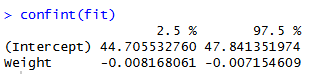 > confint(fit)
2.5 % 97.5 %
(Intercept) 44.705532760 47.841351974
weight -0.008168061 -0.007154609